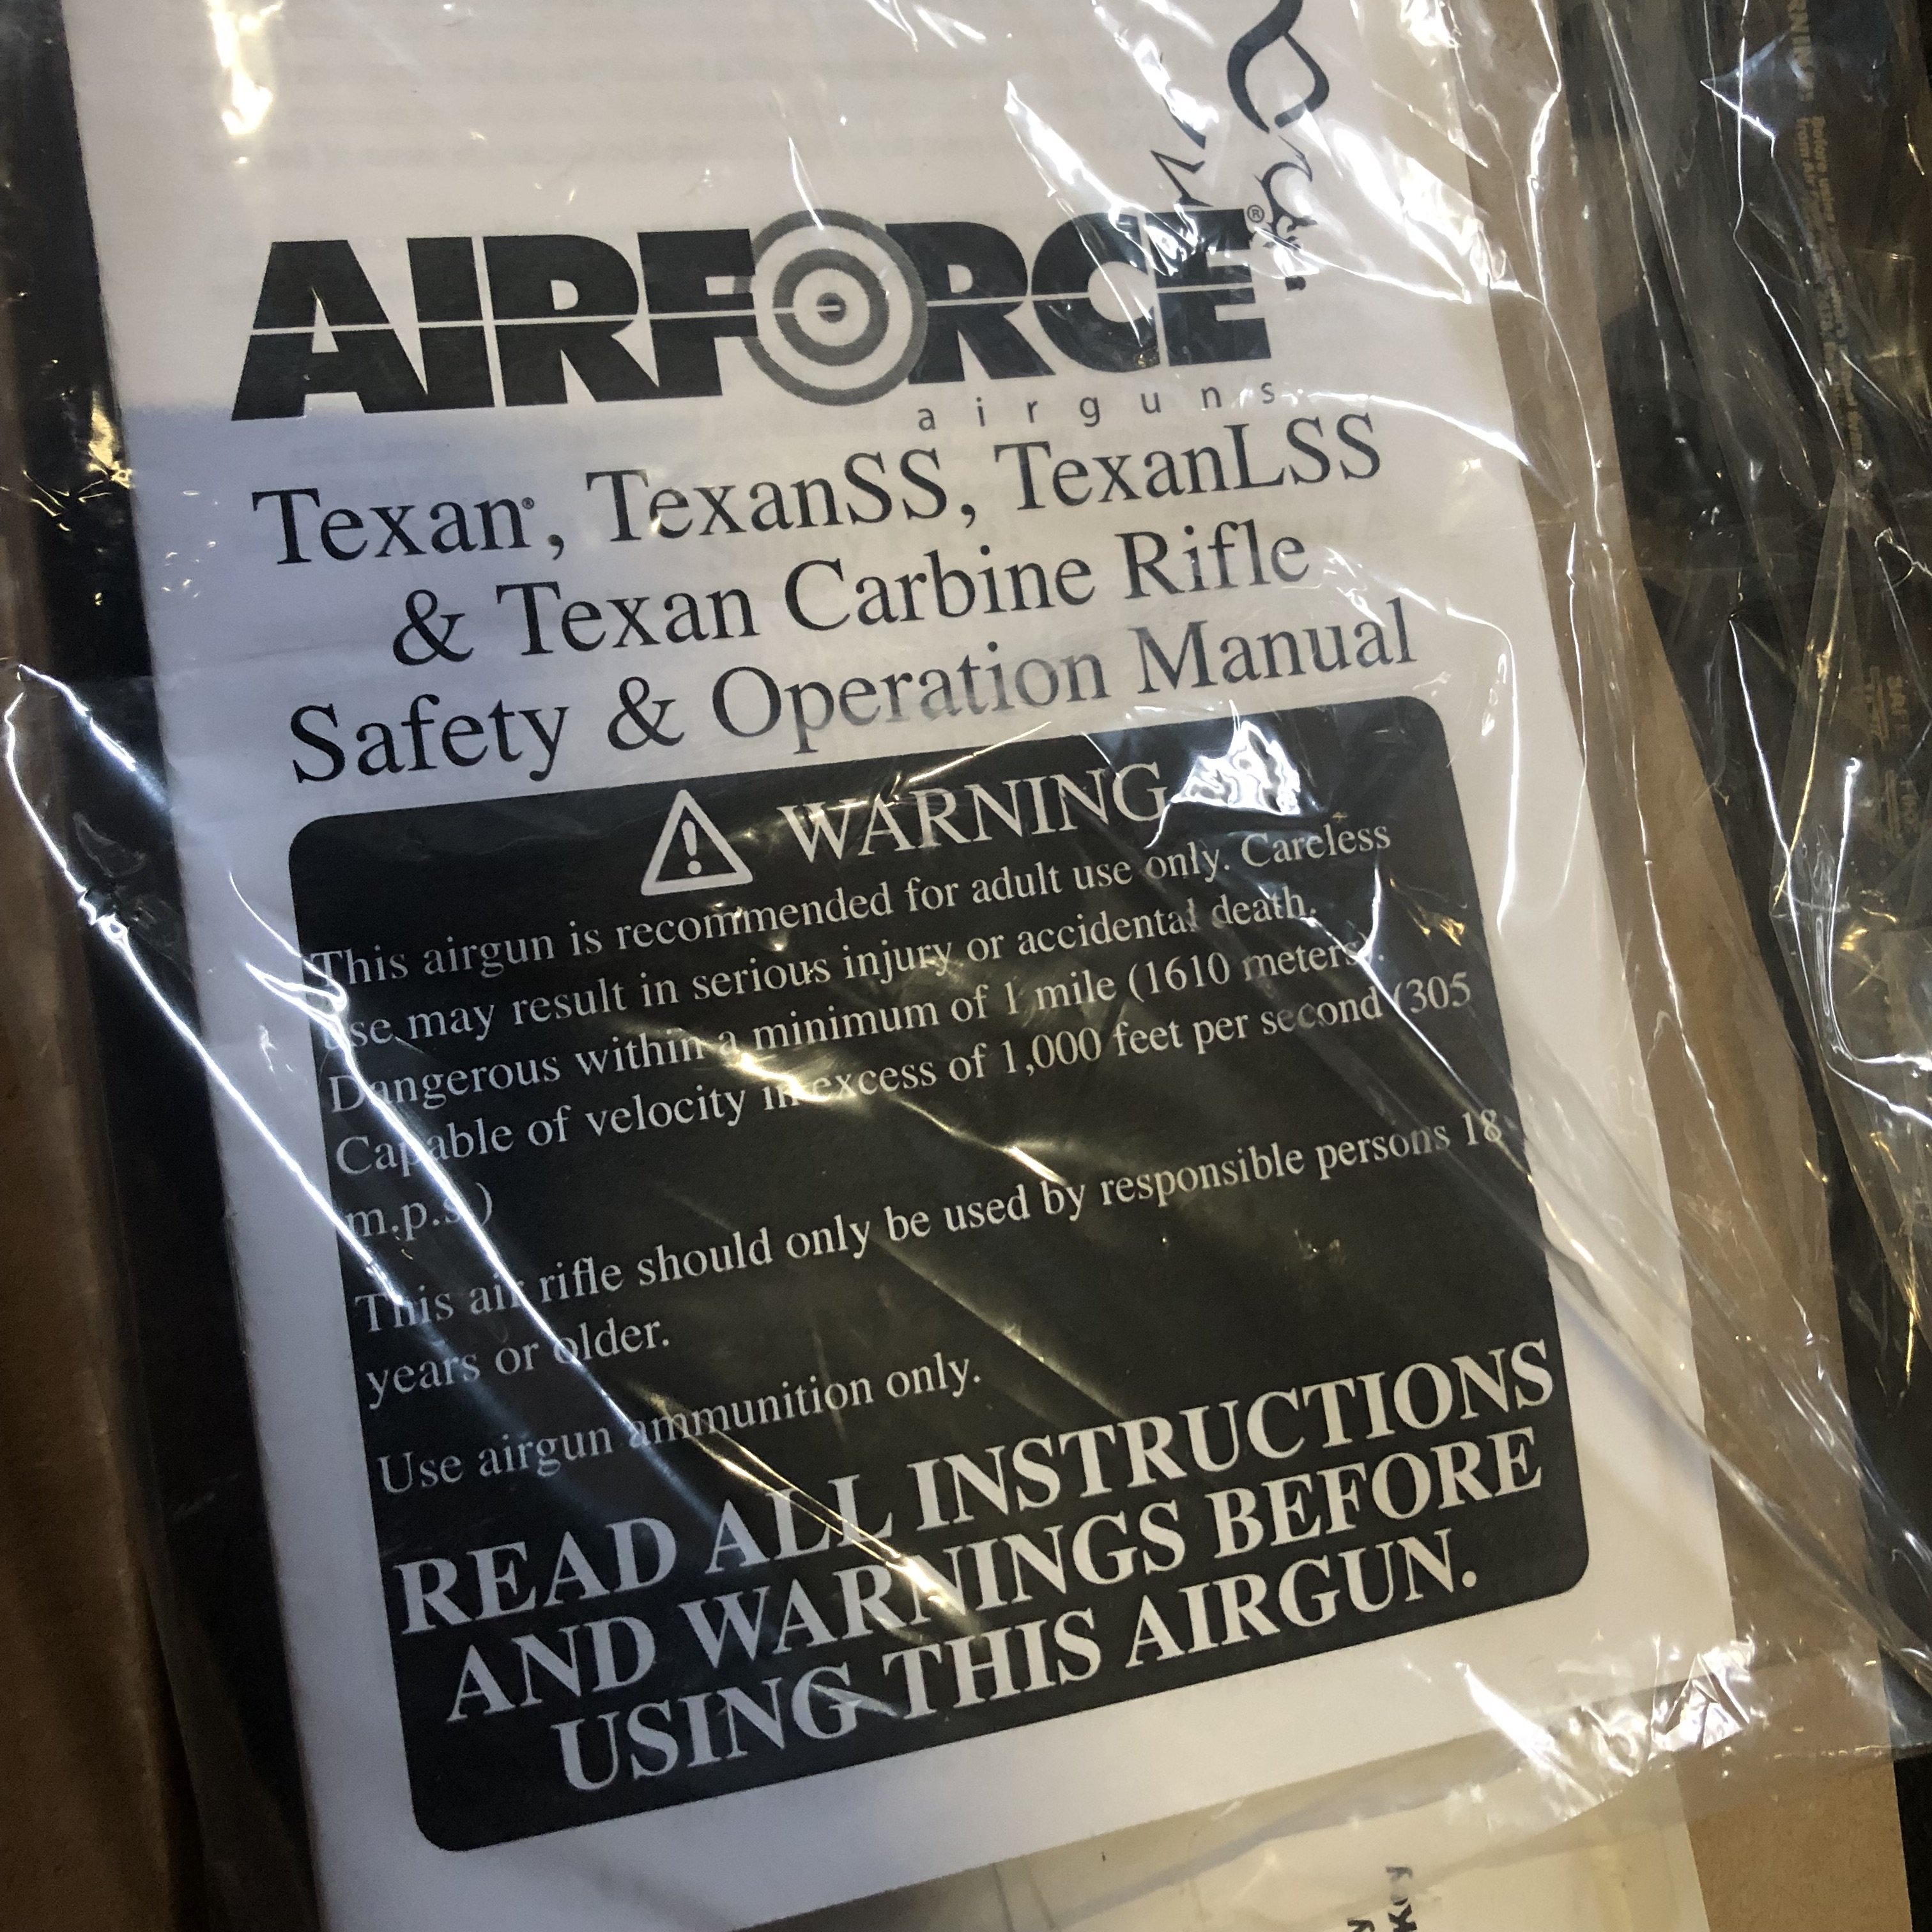 AIRFORCE®
airguns
Texan®, TexanSS, TexanLSS
& Texan Carbine Rifle
Safety & Operation Manual
WARNING
This airgun is recommended for adult use only. Careless
use may result in serious injury or accidental death.
Dangerous within a minimum of 1 mile (1610 meters).
Capable of velocity in excess of 1,000 feet per second (305
m.p.s.)
This air rifle should only be used by responsible persons 18
years or older.
Use airgun ammunition only.
READ ALL INSTRUCTIONS
AND WARNINGS BEFORE
USING THIS AIRGUN.